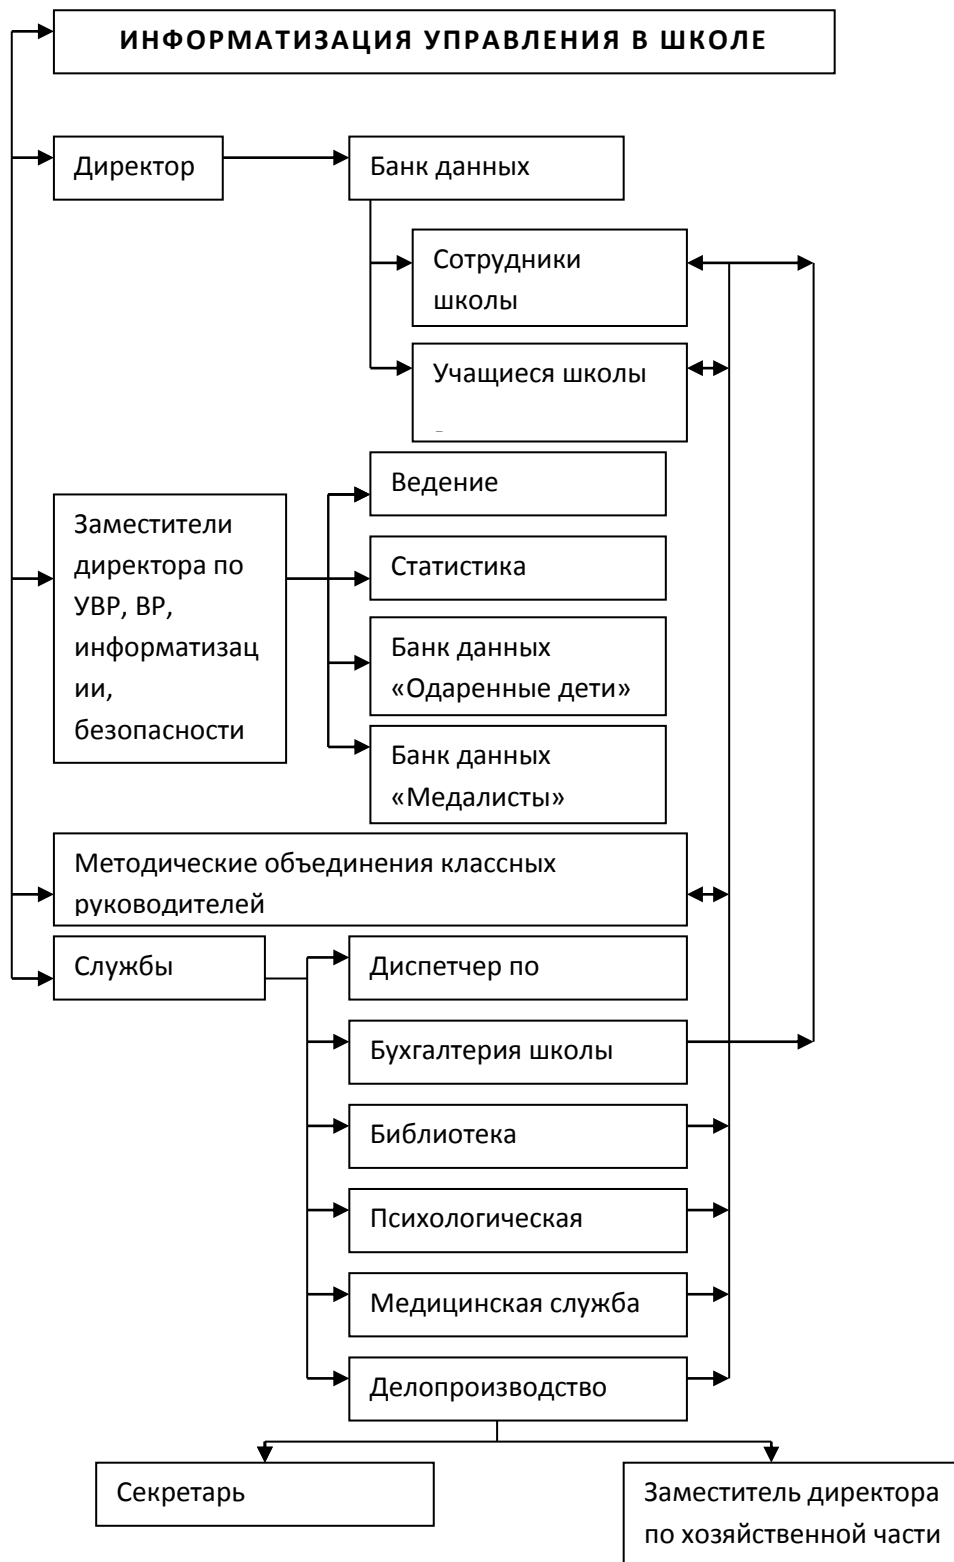 ИНФОРМАТИЗАЦИЯ УПРАВЛЕНИЯ В ШКОЛЕ
Директор
Банк данных
Сотрудники
школы
Учащиеся школы
Ведение
Заместители
директора по
УВР, ВР,
информатизац
ии,
безопасности
Статистика
Банк данных
«Одаренные дети»
Банк данных
«Медалисты»
Методические объединения классных
руководителей
Службы
Диспетчер по
Бухгалтерия школы
Библиотека
Психологическая
Медицинская служба
Делопроизводство
Секретарь
Заместитель директора
по хозяйственной части